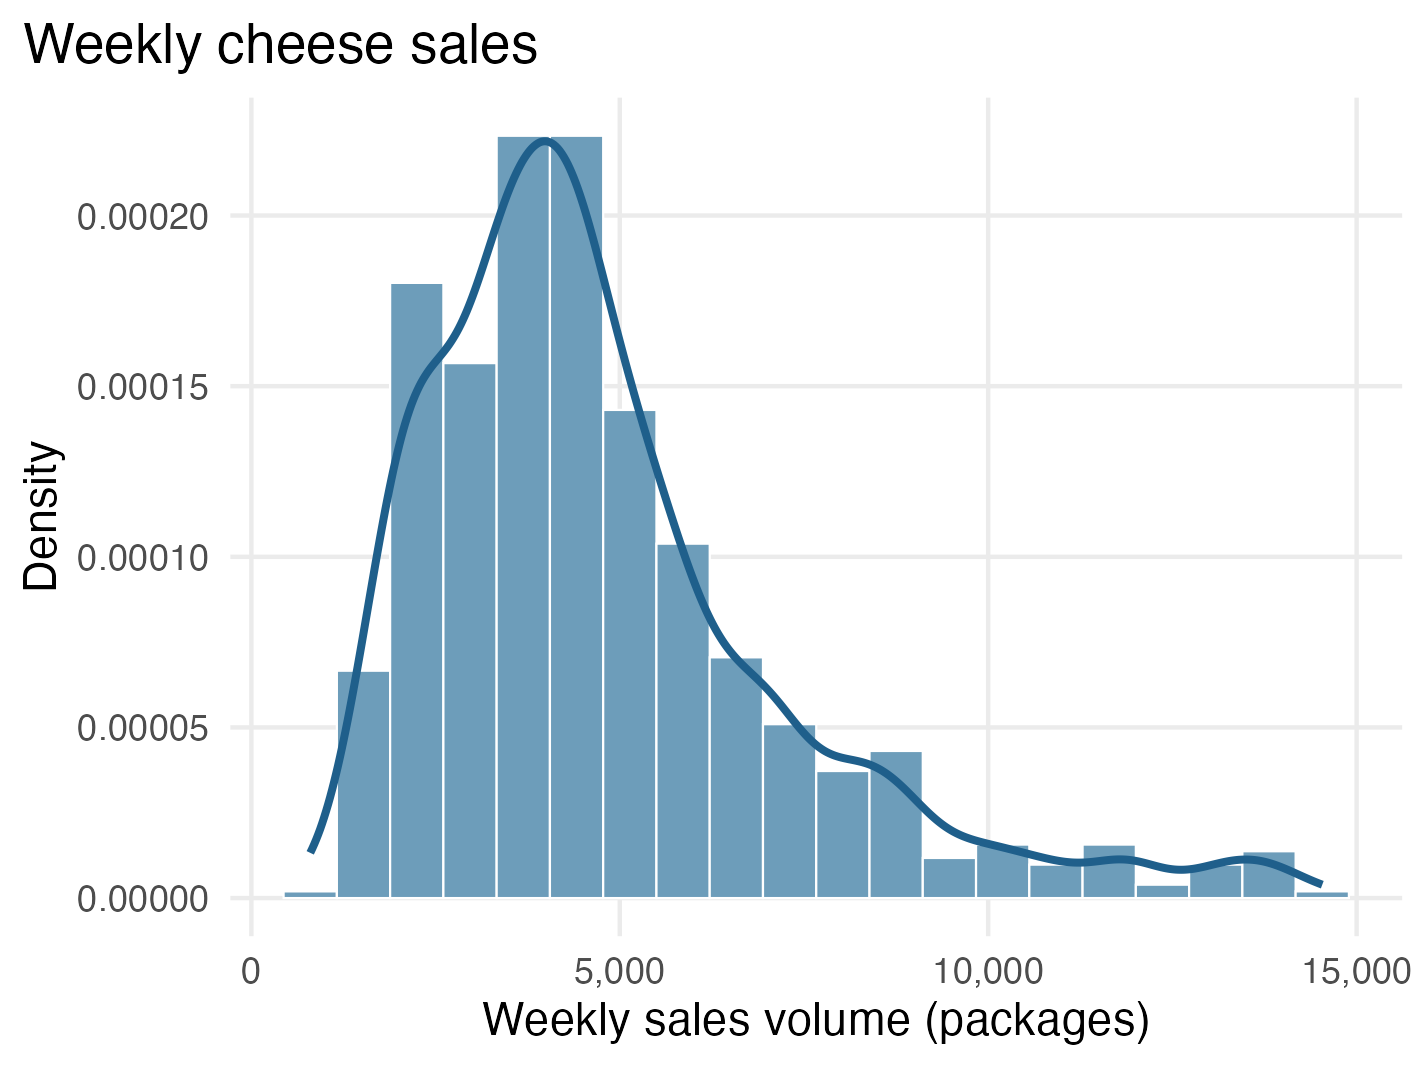 Weekly cheese sales
Density
0.00020
0.00015
0.00010
0.00005
0.00000
0 5,000 10,000 15,000
Weekly sales volume (packages)